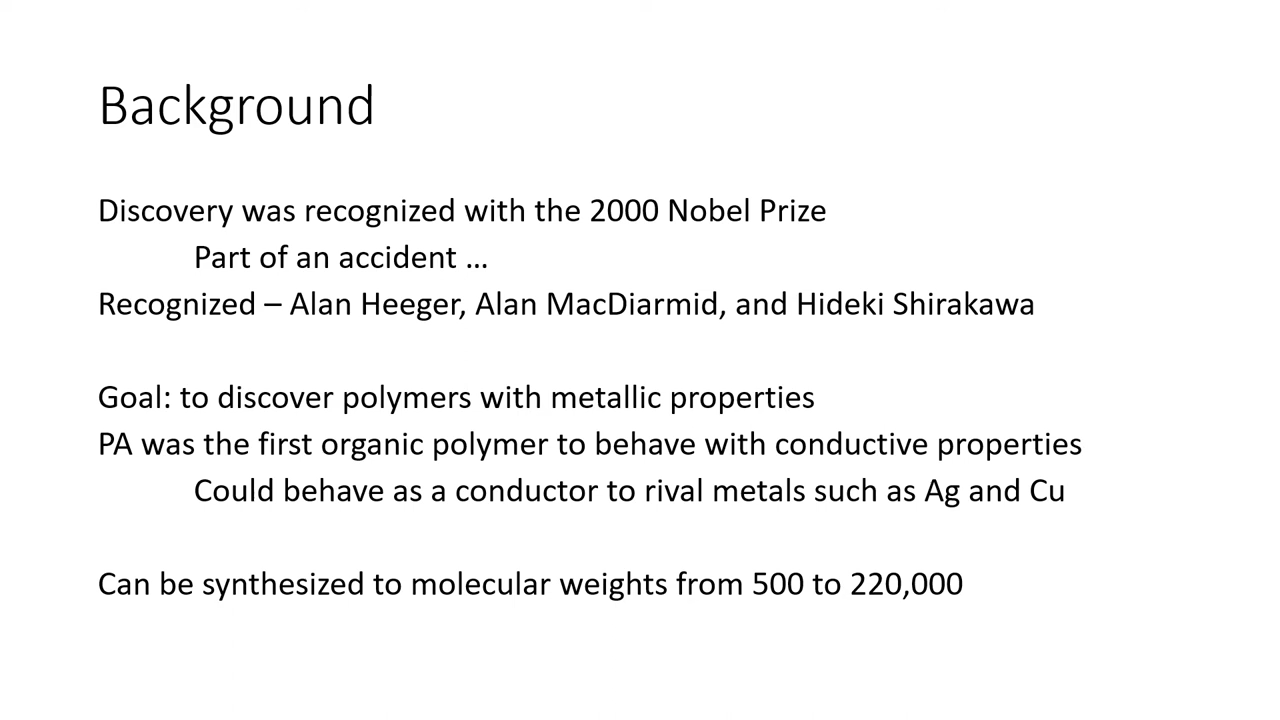 Background
Discovery was recognized with the 2000 Nobel Prize
Part of an accident …
Recognized – Alan Heeger, Alan MacDiarmid, and Hideki Shirakawa
Goal: to discover polymers with metallic properties
PA was the first organic polymer to behave with conductive properties
Could behave as a conductor to rival metals such as Ag and Cu
Can be synthesized to molecular weights from 500 to 220,000